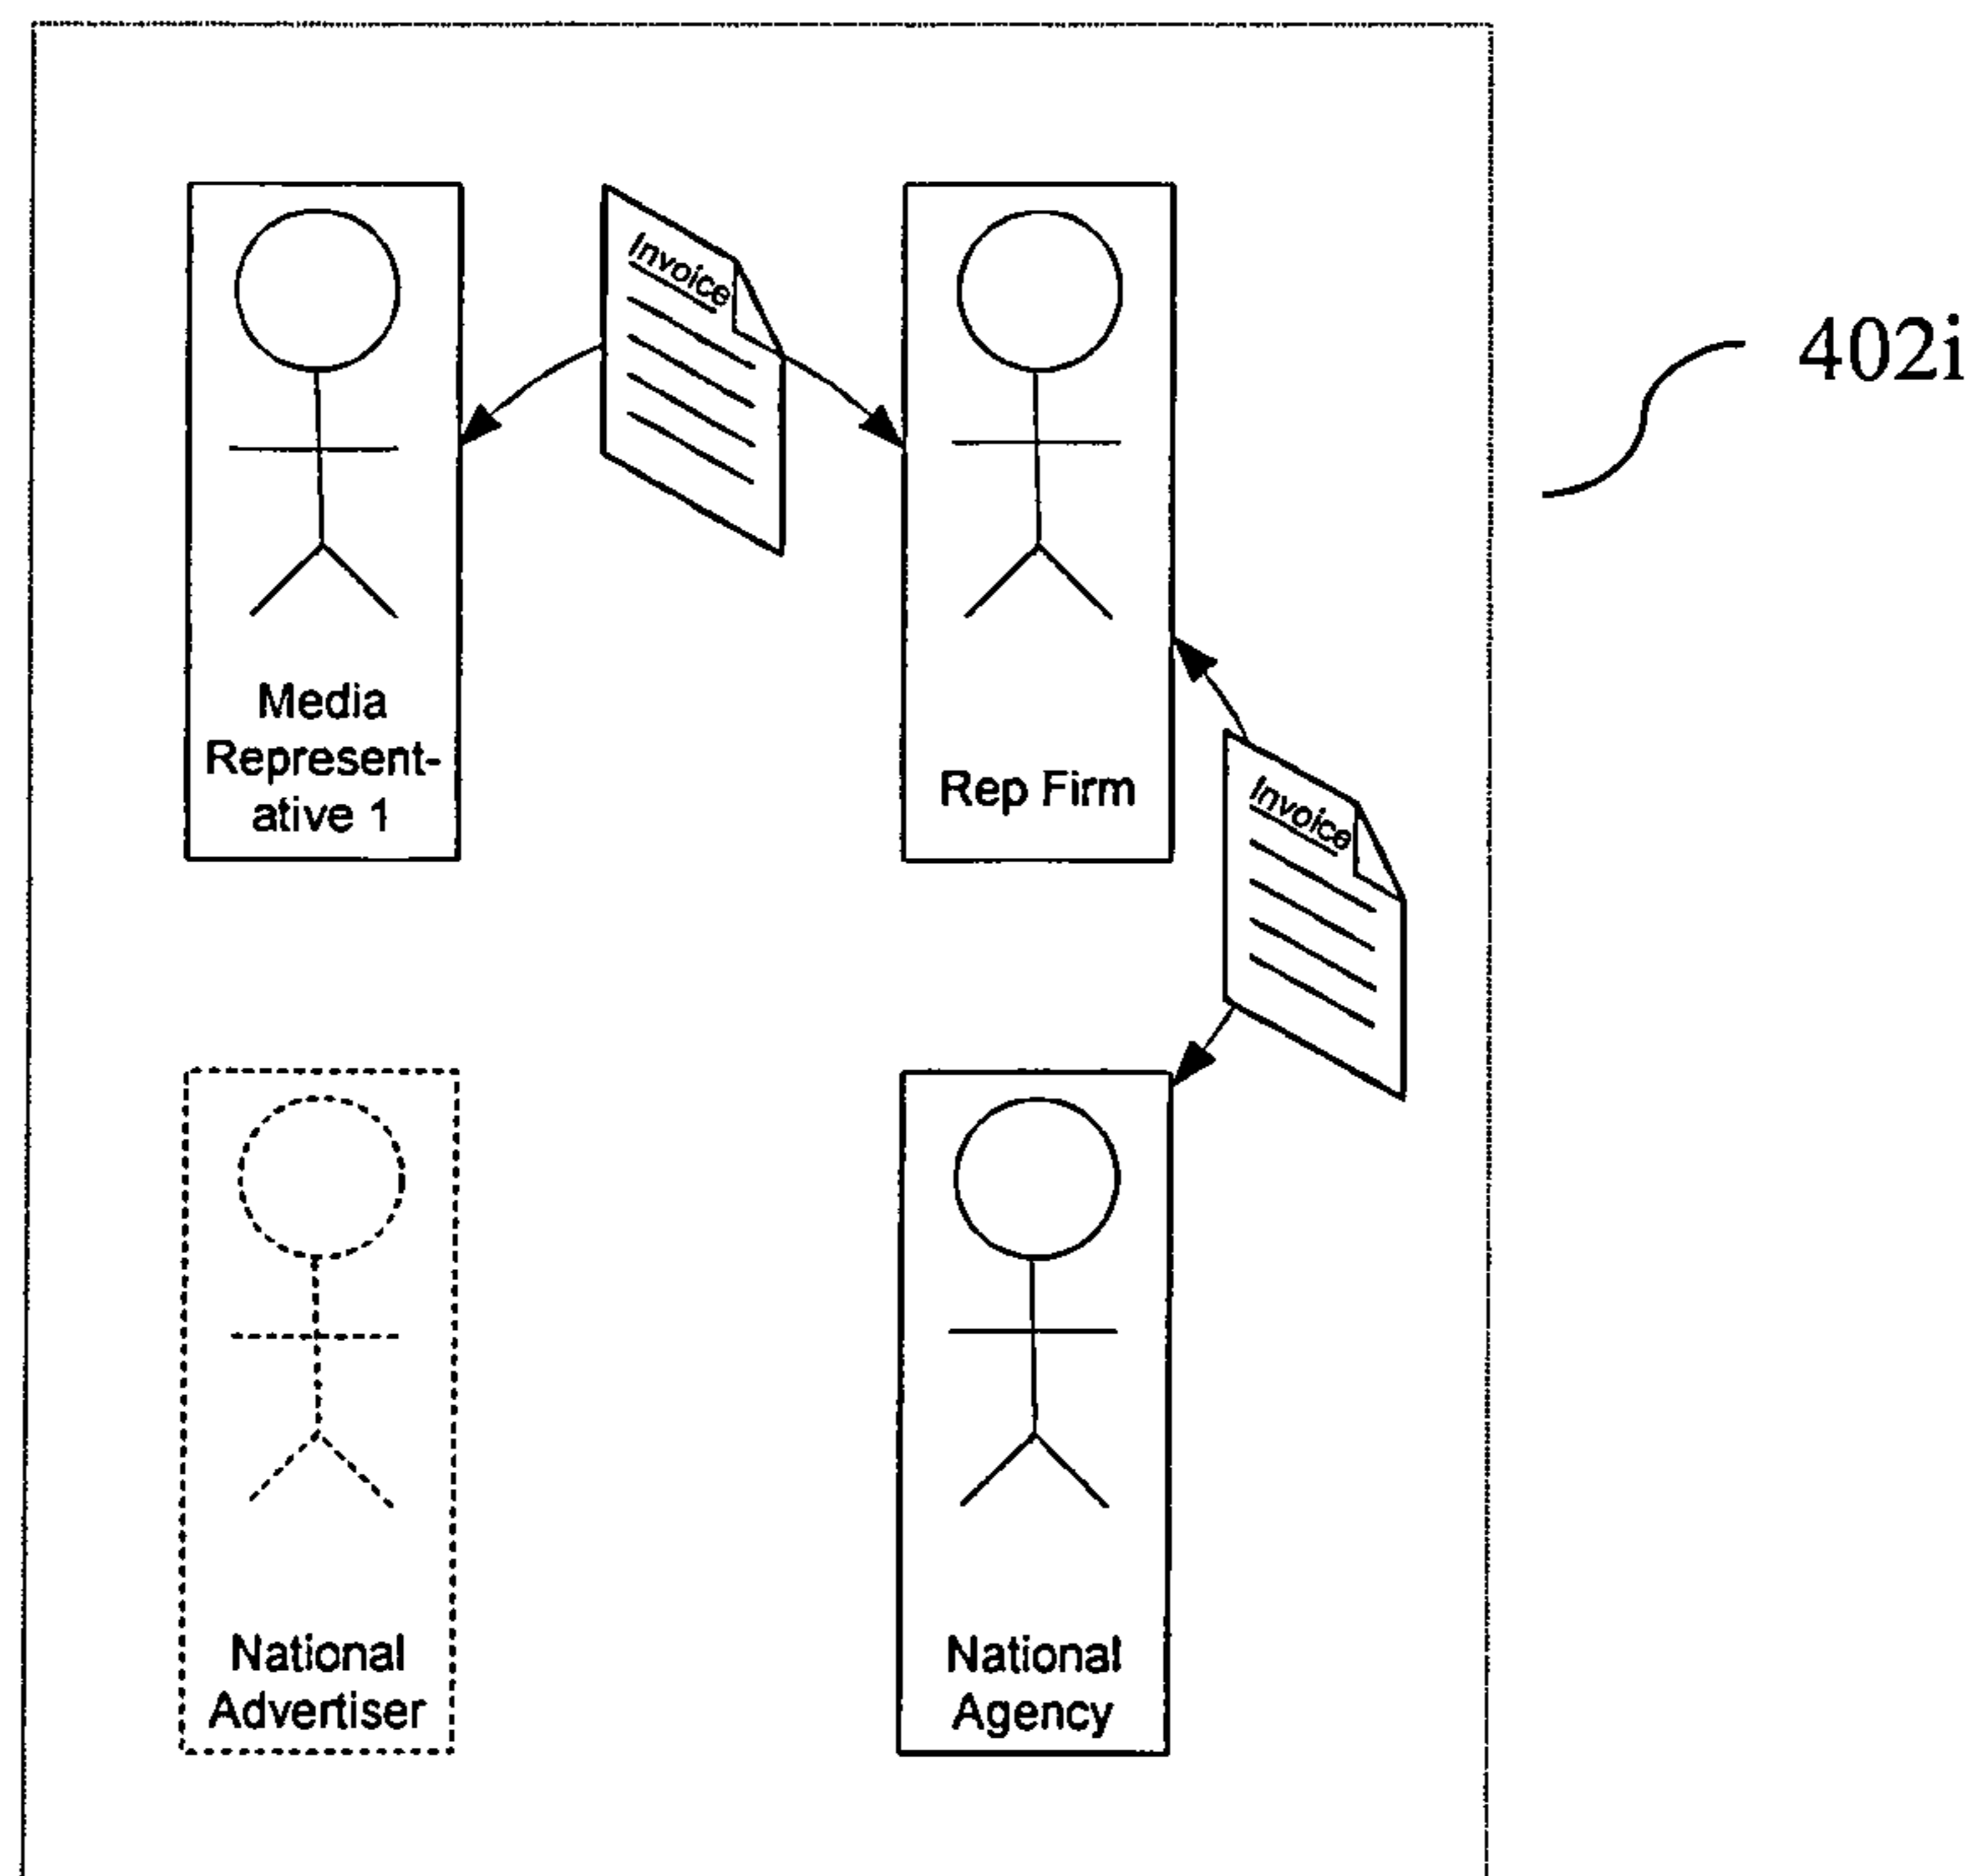 Invoice
402i
Media
Represent-
ative 1
Rep Firm
Invoice
National
Advertiser
National
Agency